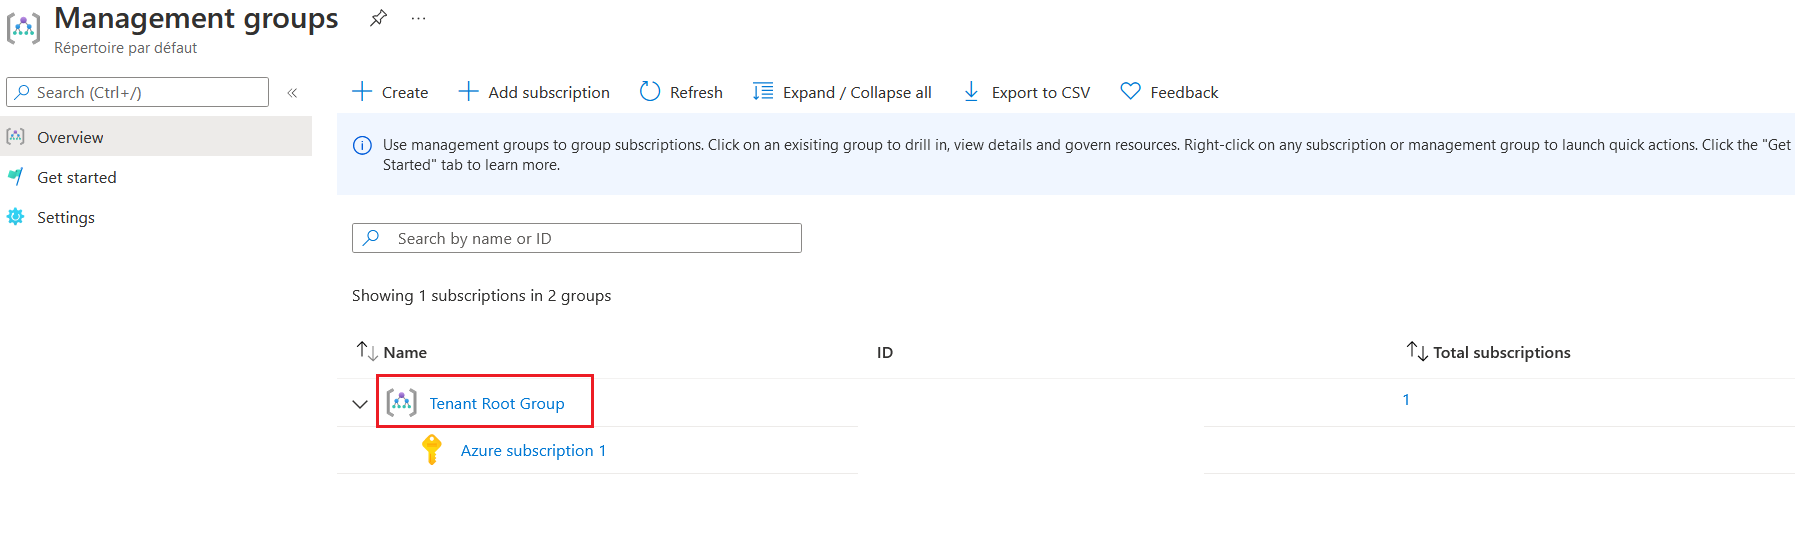 Management groups
Répertoire par défaut
Search (Ctrl+/)
Overview
Get started
Settings
Create
Add subscription
Refresh
Expand / Collapse all
Export to CSV
Feedback
Use management groups to group subscriptions. Click on an exisiting group to drill in, view details and govern resources. Right-click on any subscription or management group to launch quick actions. Click the "Get
Started" tab to learn more.
Search by name or ID
Showing 1 subscriptions in 2 groups
Name ID Total subscriptions
Tenant Root Group 1
Azure subscription 1